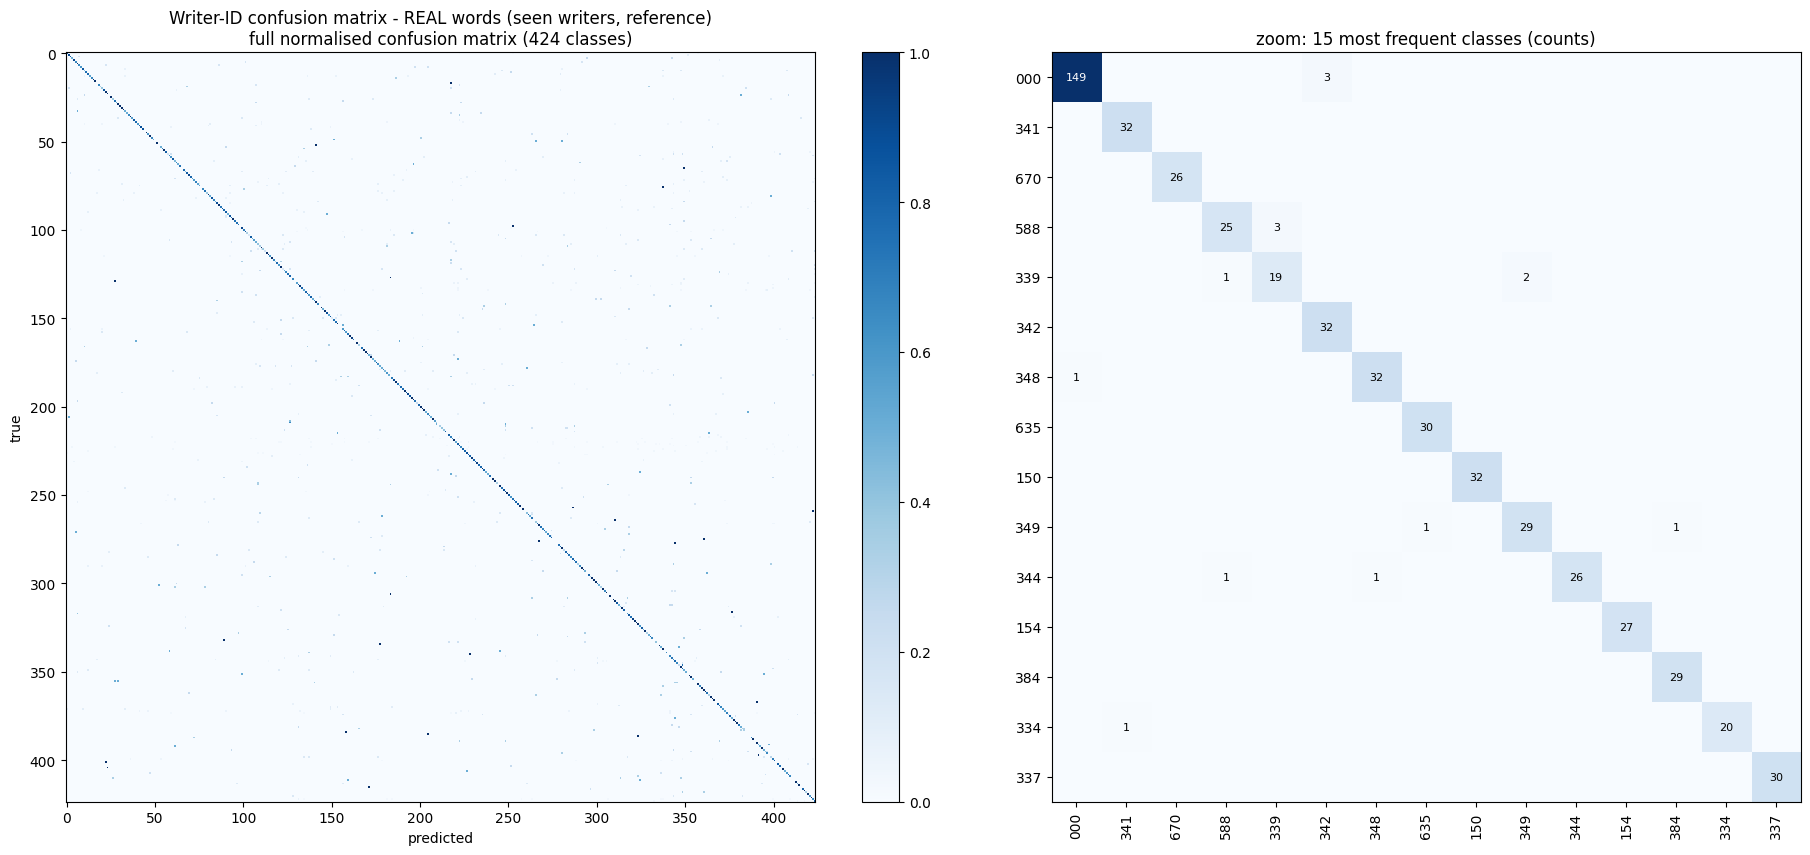 Writer-ID confusion matrix - REAL words (seen writers, reference)
full normalised confusion matrix (424 classes)
0
50
100
150
200
250
300
350
400
true
0 50 100 150 200 250 300 350 400
predicted
1.0
0.8
0.6
0.4
0.2
0.0
zoom: 15 most frequent classes (counts)
000 149 3
341 32
670 26
588 25 3
339 1 19 2
342 32
348 1 32
635 30
150 32
349 1 29 1
344 1 1 26
154 27
384 29
334 1 20
337 30
000 341 670 588 339 342 348 635 150 349 344 154 384 334 337